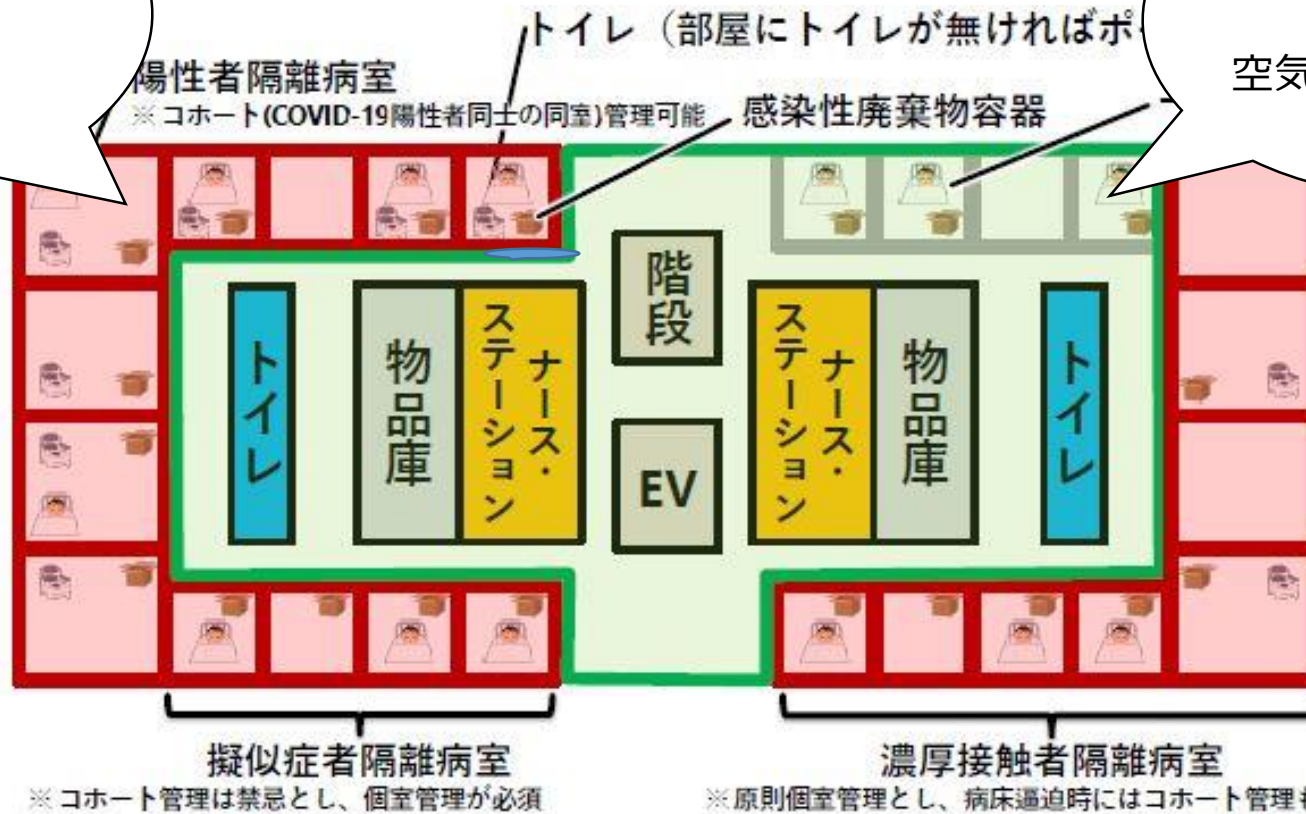 トイレ（部屋にトイレが無ければポ
空気
陽性者隔離病室
※コホート(COVID-19陽性者同士の同室)管理可能
感染性廃棄物容器
階段
トイレ
物品庫
ナース・
ステーション
EV
ナース・
ステーション
物品庫
トイレ
擬似症者隔離病室
※コホート管理は禁忌とし、個室管理が必須
濃厚接触者隔離病室
※原則個室管理とし、病床逼迫時にはコホート管理も